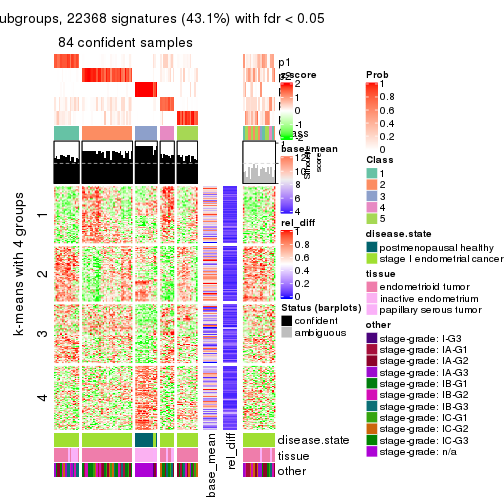 ubgroups, 22368 signatures (43.1%) with fdr < 0.05
84 confident samples
p1
p2
p5
Class
k-means with 4 groups
1
2
3
4
disease.state
tissue
other
base_mean
rel_diff
z-score
2
1
0
-1
-2
base_mean
12
10
8
6
4
rel_diff
1
0.8
0.6
0.4
0.2
0
Status (barplots)
confident
ambiguous
score
Prob
1
0.8
0.6
0.4
0.2
0
Class
1
2
3
4
5
disease.state
postmenopausal healthy
stage I endometrial cancer
tissue
endometrioid tumor
inactive endometrium
papillary serous tumor
other
stage-grade: I-G3
stage-grade: IA-G1
stage-grade: IA-G2
stage-grade: IA-G3
stage-grade: IB-G1
stage-grade: IB-G2
stage-grade: IB-G3
stage-grade: IC-G1
stage-grade: IC-G2
stage-grade: IC-G3
stage-grade: n/a